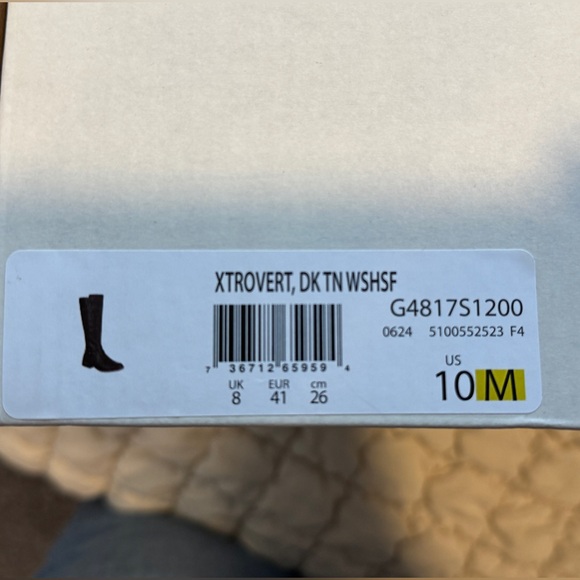 XTROVERT, DK TN WSHSF
G4817S1200
0624 5100552523 F4
7 36712 65959 4
US
10 M
UK EUR cm
8 41 26